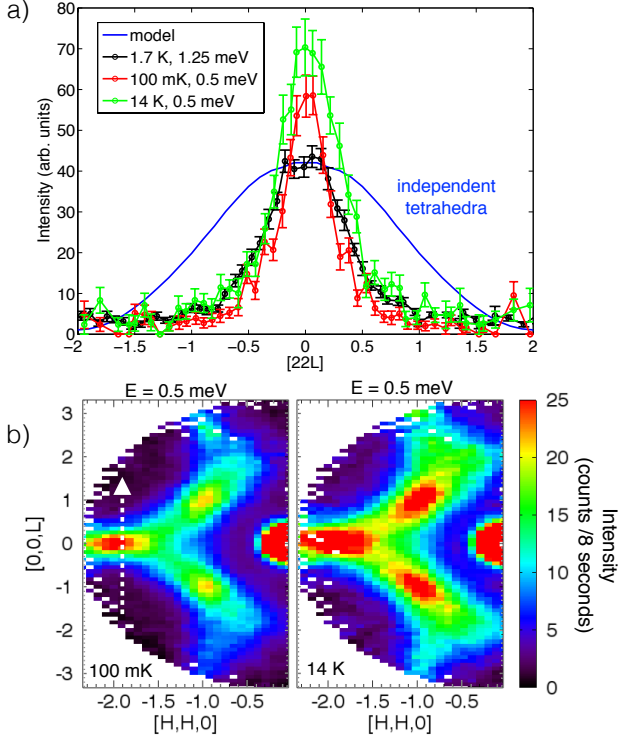 a)
80
70
60
50
40
30
20
10
0
Intensity (arb. units)
model
1.7 K, 1.25 meV
100 mK, 0.5 meV
14 K, 0.5 meV
independent
tetrahedra
−2 −1.5 −1 −0.5 0 0.5 1 1.5 2
[22L]
b)
E = 0.5 meV E = 0.5 meV
3
2
1
0
-1
-2
-3
[0,0,L]
100 mK
14 K
-2.0 -1.5 -1.0 -0.5
-2.0 -1.5 -1.0 -0.5
[H,H,0] [H,H,0]
25
20
15
10
5
0
Intensity
(counts /8 seconds)